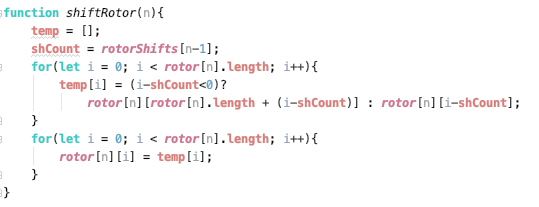 function shiftRotor(n){
temp = [];
shCount = rotorShifts[n-1];
for(let i = 0; i < rotor[n].length; i++){
temp[i] = (i-shCount<0)?
rotor[n][rotor[n].length + (i-shCount)] : rotor[n][i-shCount];
}
for(let i = 0; i < rotor[n].length; i++){
rotor[n][i] = temp[i];
}
}